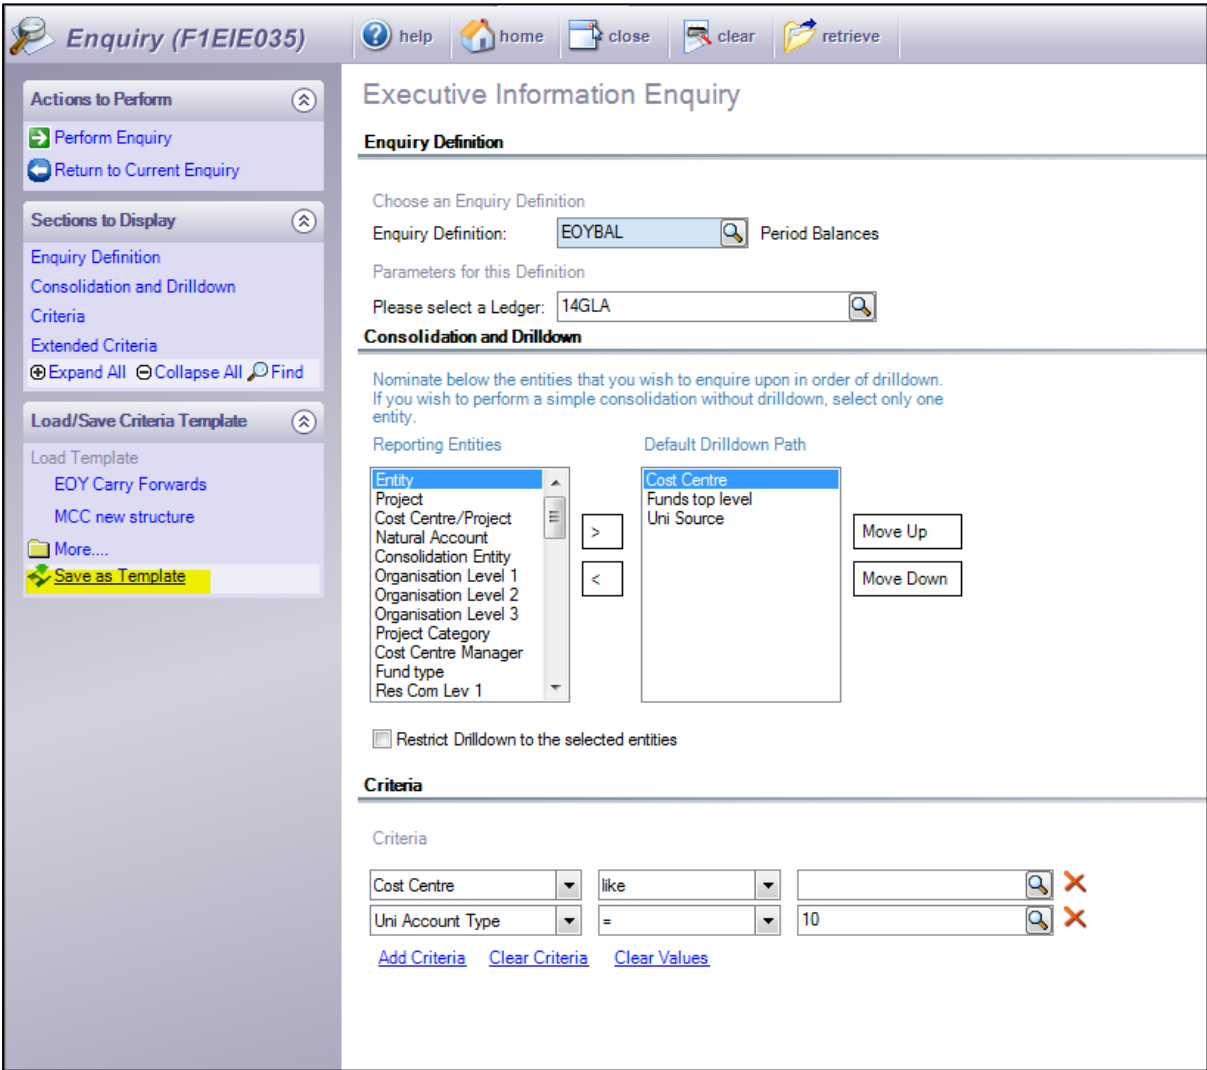 Enquiry (F1EIE035)
help
home
close
clear
retrieve
Actions to Perform
Perform Enquiry
Return to Current Enquiry
Sections to Display
Enquiry Definition
Consolidation and Drilldown
Criteria
Extended Criteria
Expand All Collapse All Find
Load/Save Criteria Template
Load Template
EOY Carry Forwards
MCC new structure
More....
Save as Template
Executive Information Enquiry
Enquiry Definition
Choose an Enquiry Definition
Enquiry Definition: EOYBAL Period Balances
Parameters for this Definition
Please select a Ledger: 14GLA
Consolidation and Drilldown
Nominate below the entities that you wish to enquire upon in order of drilldown.
If you wish to perform a simple consolidation without drilldown, select only one
entity.
Reporting Entities
Entity
Project
Cost Centre/Project
Natural Account
Consolidation Entity
Organisation Level 1
Organisation Level 2
Organisation Level 3
Project Category
Cost Centre Manager
Fund type
Res Com Lev 1
>
<
Default Drilldown Path
Cost Centre
Funds top level
Uni Source
Move Up
Move Down
Restrict Drilldown to the selected entities
Criteria
Criteria
Cost Centre like
Uni Account Type = 10
Add Criteria Clear Criteria Clear Values